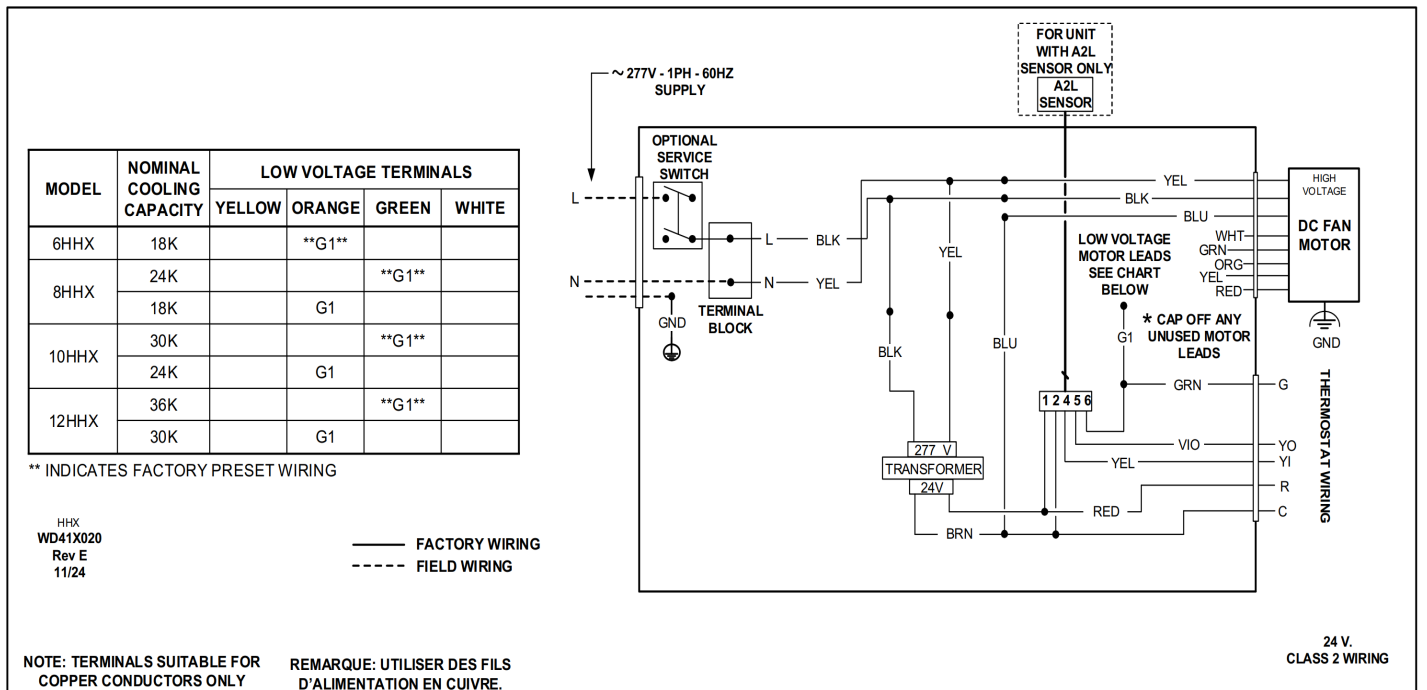 MODEL
NOMINAL
COOLING
CAPACITY
LOW VOLTAGE TERMINALS
YELLOW ORANGE GREEN WHITE
6HHX 18K **G1**
8HHX 24K **G1**
18K G1
10HHX 30K **G1**
24K G1
12HHX 36K **G1**
30K G1
** INDICATES FACTORY PRESET WIRING
HHX
WD41X020
Rev E
11/24
FACTORY WIRING
FIELD WIRING
NOTE: TERMINALS SUITABLE FOR
COPPER CONDUCTORS ONLY
REMARQUE: UTILISER DES FILS
D'ALIMENTATION EN CUIVRE.
~ 277V - 1PH - 60HZ
SUPPLY
FOR UNIT
WITH A2L
SENSOR ONLY
A2L
SENSOR
OPTIONAL
SERVICE
SWITCH
L
N
GND
L BLK
N YEL
TERMINAL
BLOCK
YEL
BLK
BLU
YEL
BLK
BLU
WHT
GRN
ORG
YEL
RED
HIGH
VOLTAGE
DC FAN
MOTOR
GND
LOW VOLTAGE
MOTOR LEADS
SEE CHART
BELOW
G1
* CAP OFF ANY
UNUSED MOTOR
LEADS
1 2 4 5 6
GRN G
VIO YO
YEL YI
RED R
BRN C
THERMOSTAT WIRING
277 V
TRANSFORMER
24V
24 V.
CLASS 2 WIRING